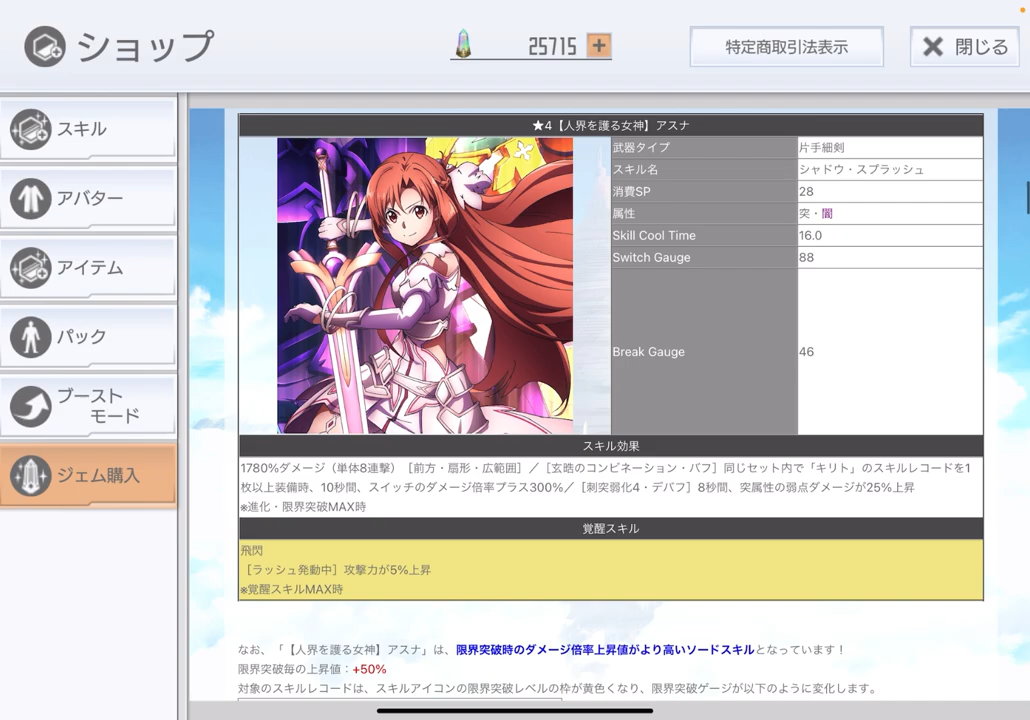 ショップ
25715
特定商取引法表示
閉じる
スキル
アバター
アイテム
パック
ブースト
モード
ジェム購入
★4【人界を護る女神】アスナ
武器タイプ 片手細剣
スキル名 シャドウ・スプラッシュ
消費SP 28
属性 突・闇
Skill Cool Time 16.0
Switch Gauge 88
Break Gauge 46
スキル効果
1780%ダメージ（単体8連撃）［前方・扇形・広範囲］／［玄皓のコンビネーション・バフ］同じセット内で「キリト」のスキルレコードを1
枚以上装備時、10秒間、スイッチのダメージ倍率プラス300%／［刺突弱化4・デバフ］8秒間、突属性の弱点ダメージが25%上昇
※進化・限界突破MAX時
覚醒スキル
飛閃
［ラッシュ発動中］攻撃力が5%上昇
※覚醒スキルMAX時
なお、「【人界を護る女神】アスナ」は、限界突破時のダメージ倍率上昇値がより高いソードスキルとなっています！
限界突破毎の上昇値：+50%
対象のスキルレコードは、スキルアイコンの限界突破レベルの枠が黄色くなり、限界突破ゲージが以下のように変化します。